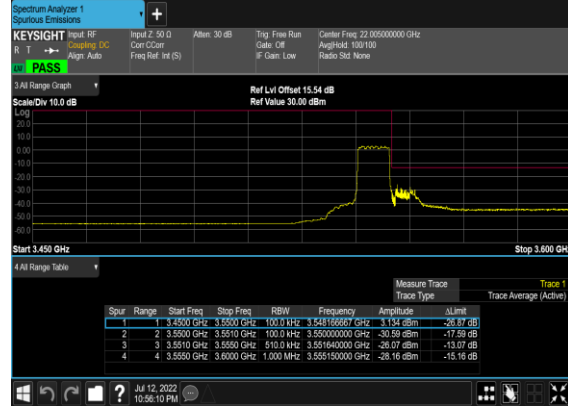 Spectrum Analyzer 1
Spurious Emissions
KEYSIGHT Input: RF Input Z: 50 Ω Atten: 30 dB Trig: Free Run Center Freq: 22.005000000 GHz
R T Coupling: DC Corr CCorr Gate: Off Avg|Hold: 100/100
Align: Auto Freq Ref: Int (S) IF Gain: Low Radio Std: None
PASS
3 All Range Graph
Ref Lvl Offset 15.54 dB
Scale/Div 10.0 dB Ref Value 30.00 dBm
Log
20.0
10.0
0.00
-10.0
-20.0
-30.0
-40.0
-50.0
-60.0
Start 3.450 GHz Stop 3.600 GHz
4 All Range Table
Measure Trace Trace 1
Trace Type Trace Average (Active)
Spur Range Start Freq Stop Freq RBW Frequency Amplitude ΔLimit
1 1 3.4500 GHz 3.5500 GHz 100.0 kHz 3.548166667 GHz 3.134 dBm -26.87 dB
2 2 3.5500 GHz 3.5510 GHz 100.0 kHz 3.550000000 GHz -30.59 dBm -17.59 dB
3 3 3.5510 GHz 3.5550 GHz 510.0 kHz 3.551640000 GHz -26.07 dBm -13.07 dB
4 4 3.5550 GHz 3.6000 GHz 1.000 MHz 3.555150000 GHz -28.16 dBm -15.16 dB
Jul 12, 2022
10:56:10 PM